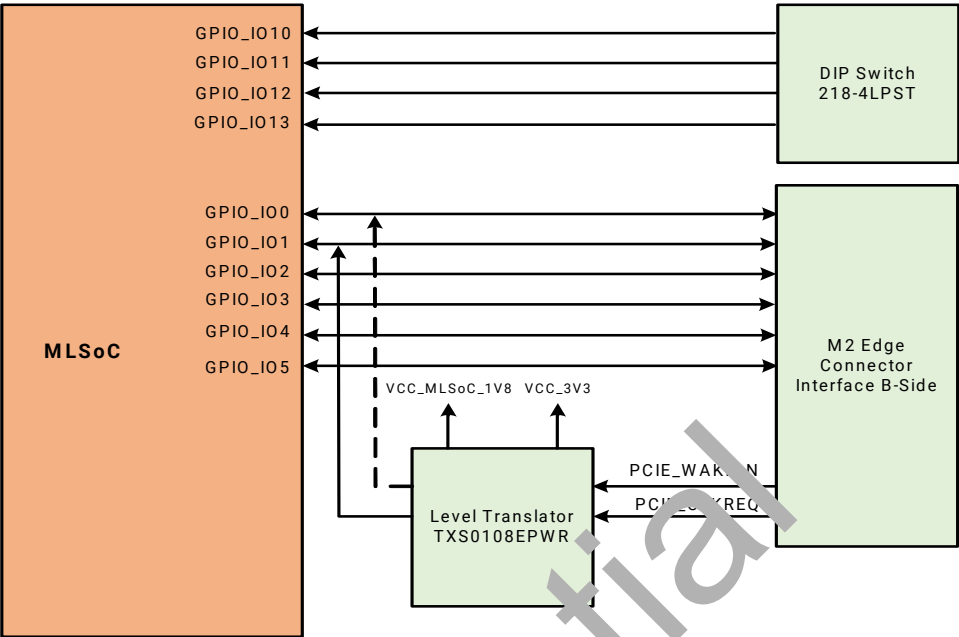 GPIO_IO10
GPIO_IO11
GPIO_IO12
GPIO_IO13
DIP Switch
218-4LPST
GPIO_IO0
GPIO_IO1
GPIO_IO2
GPIO_IO3
GPIO_IO4
GPIO_IO5
MLSoC
M2 Edge
Connector
Interface B-Side
VCC_MLSoC_1V8 VCC_3V3
Level Translator
TXS0108EPWR
tial